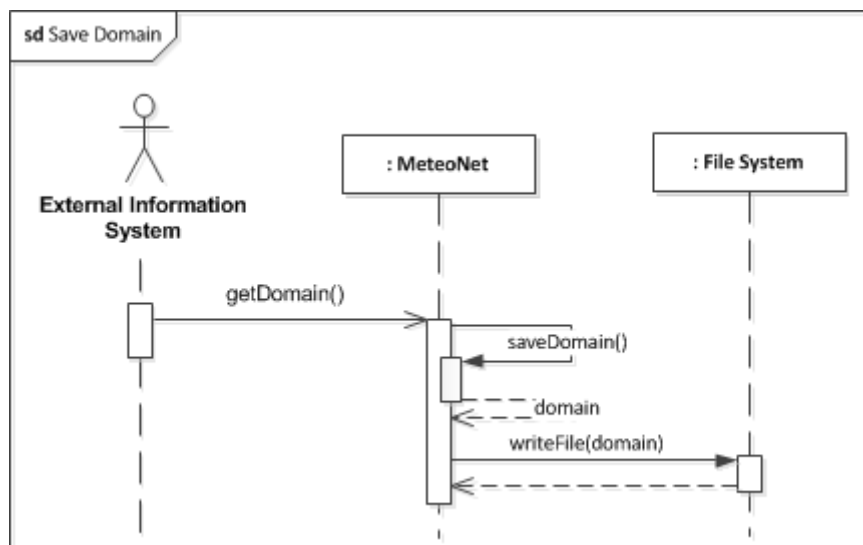 sd Save Domain
: MeteoNet
: File System
External Information
System
getDomain()
saveDomain()
domain
writeFile(domain)